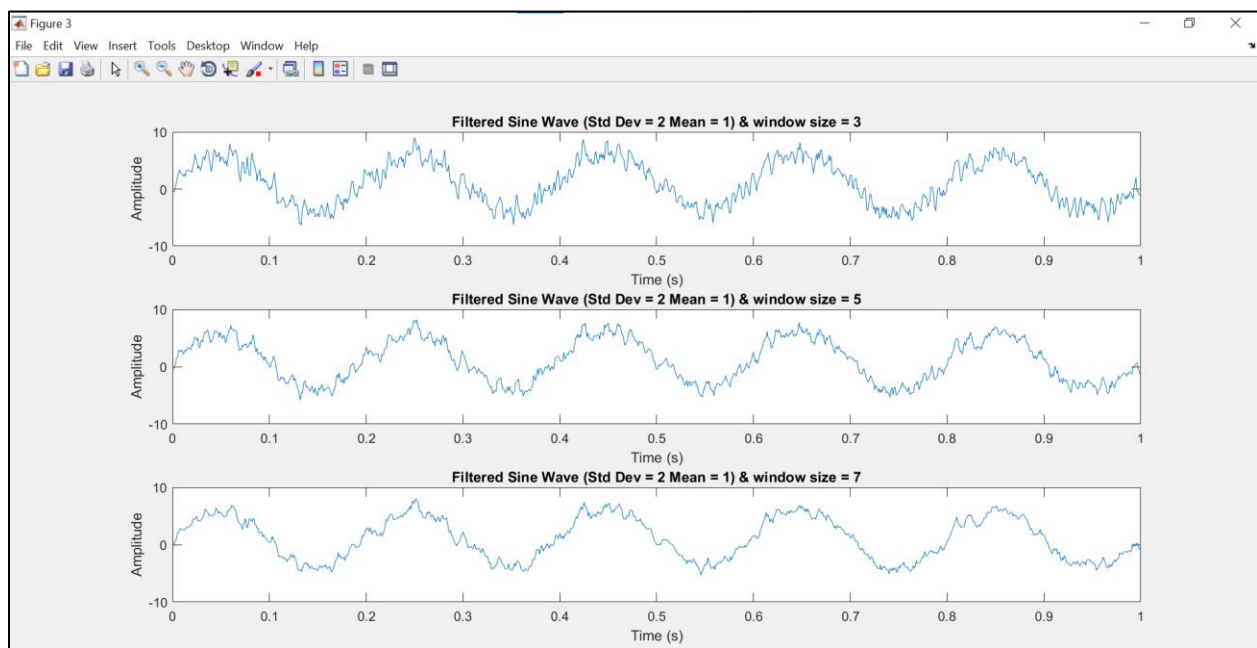 Figure 3
File Edit View Insert Tools Desktop Window Help
Filtered Sine Wave (Std Dev = 2 Mean = 1) & window size = 3
10
0
-10
Amplitude
0 0.1 0.2 0.3 0.4 0.5 0.6 0.7 0.8 0.9 1
Time (s)
Filtered Sine Wave (Std Dev = 2 Mean = 1) & window size = 5
10
0
-10
Amplitude
0 0.1 0.2 0.3 0.4 0.5 0.6 0.7 0.8 0.9 1
Time (s)
Filtered Sine Wave (Std Dev = 2 Mean = 1) & window size = 7
10
0
-10
Amplitude
0 0.1 0.2 0.3 0.4 0.5 0.6 0.7 0.8 0.9 1
Time (s)